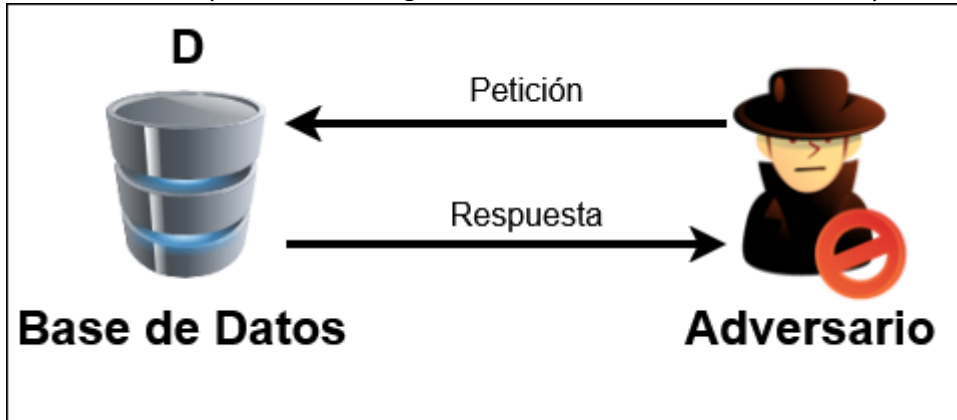 D
Petición
Respuesta
Base de Datos
Adversario